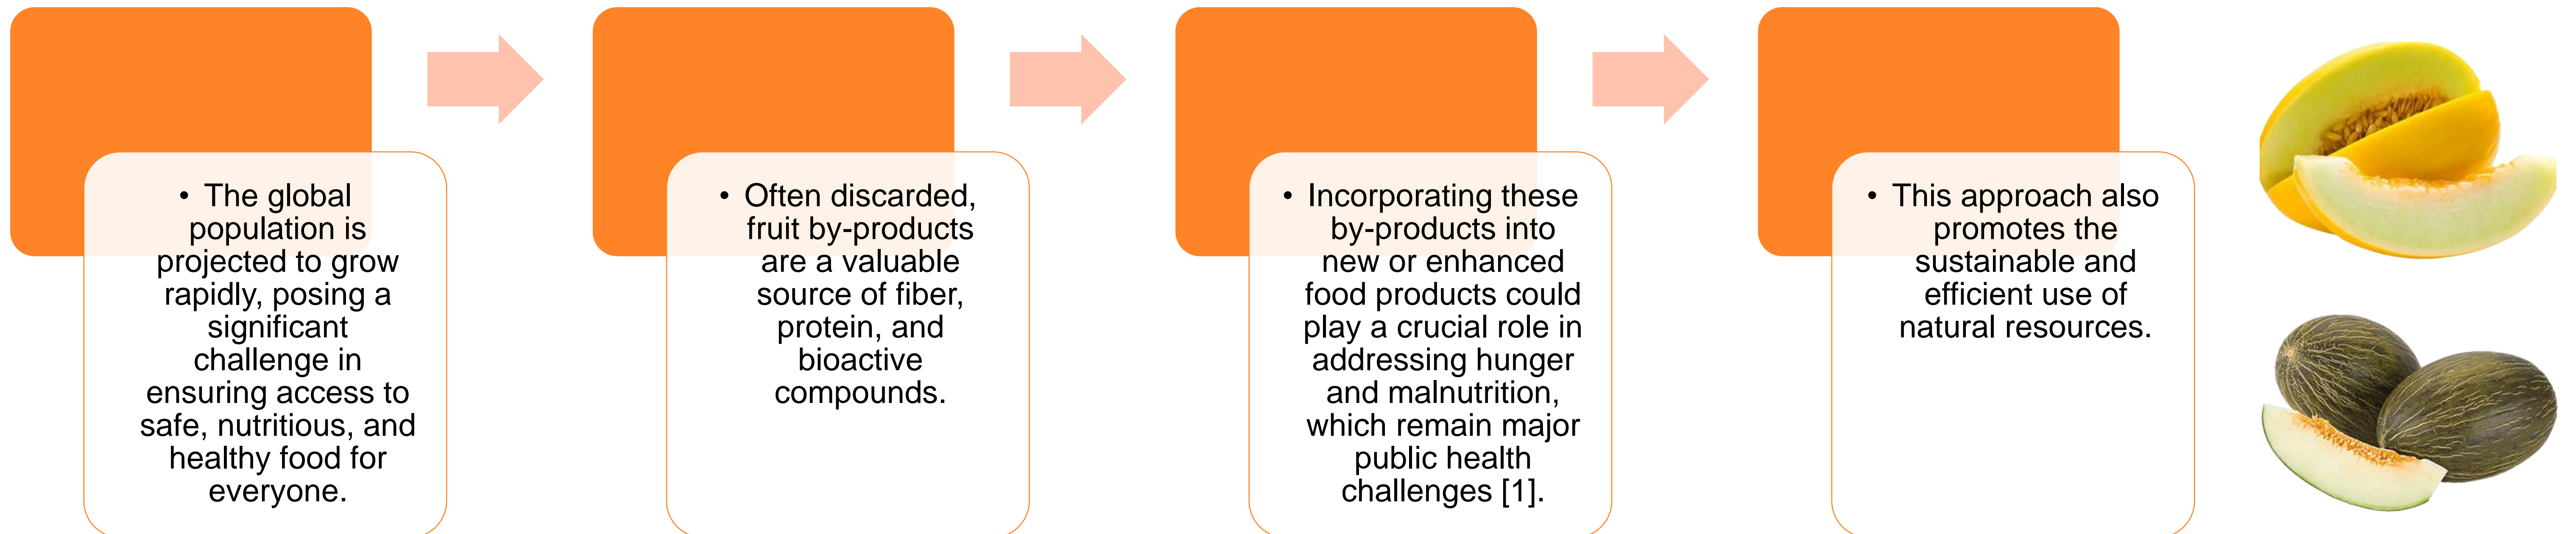 • The global
population is
projected to grow
rapidly, posing a
significant
challenge in
ensuring access to
safe, nutritious, and
healthy food for
everyone.
• Often discarded,
fruit by-products
are a valuable
source of fiber,
protein, and
bioactive
compounds.
• Incorporating these
by-products into
new or enhanced
food products could
play a crucial role in
addressing hunger
and malnutrition,
which remain major
public health
challenges [1].
• This approach also
promotes the
sustainable and
efficient use of
natural resources.